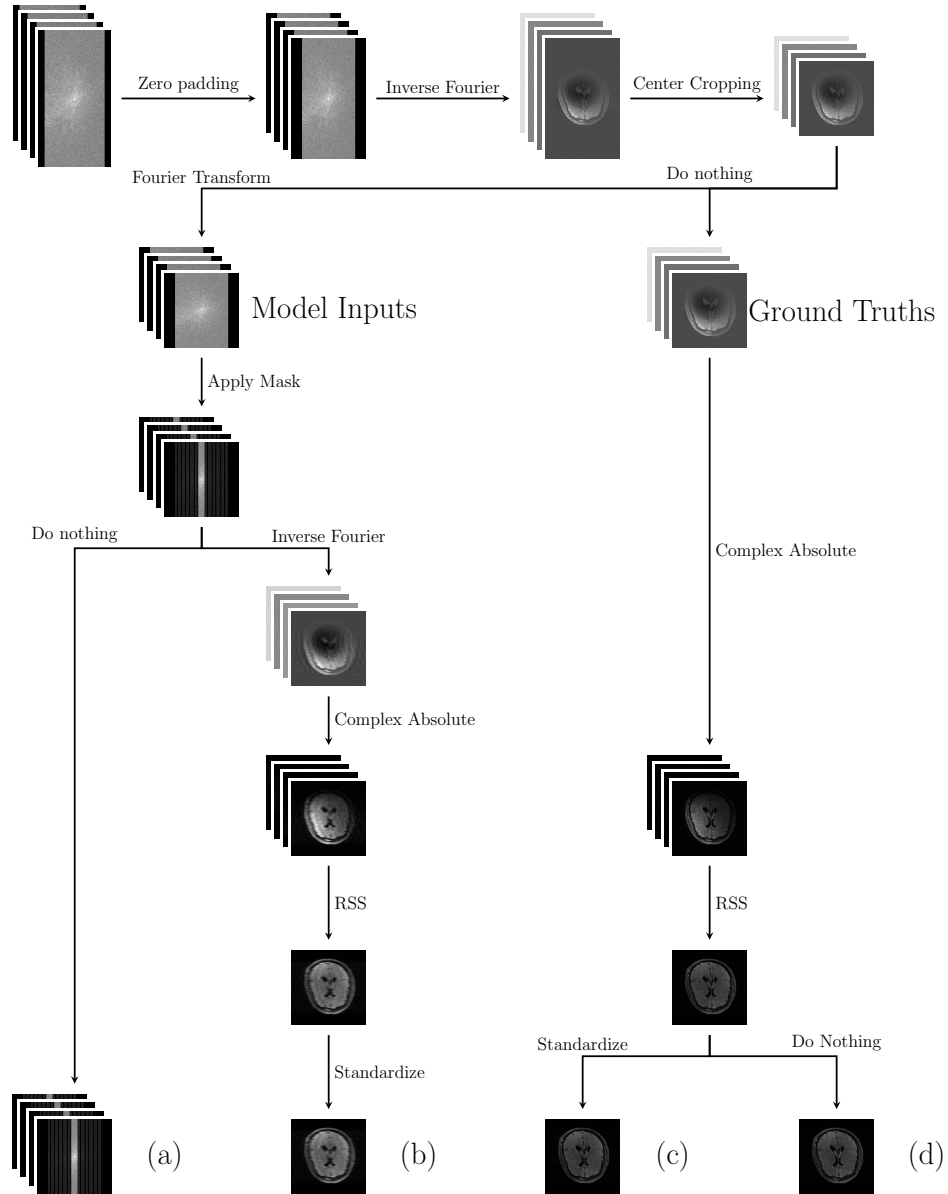 Zero padding
Inverse Fourier
Center Cropping
Fourier Transform
Do nothing
Model Inputs
Ground Truths
Apply Mask
Do nothing
Inverse Fourier
Complex Absolute
Complex Absolute
RSS
RSS
Standardize
Do Nothing
Standardize
(a)
(b)
(c)
(d)